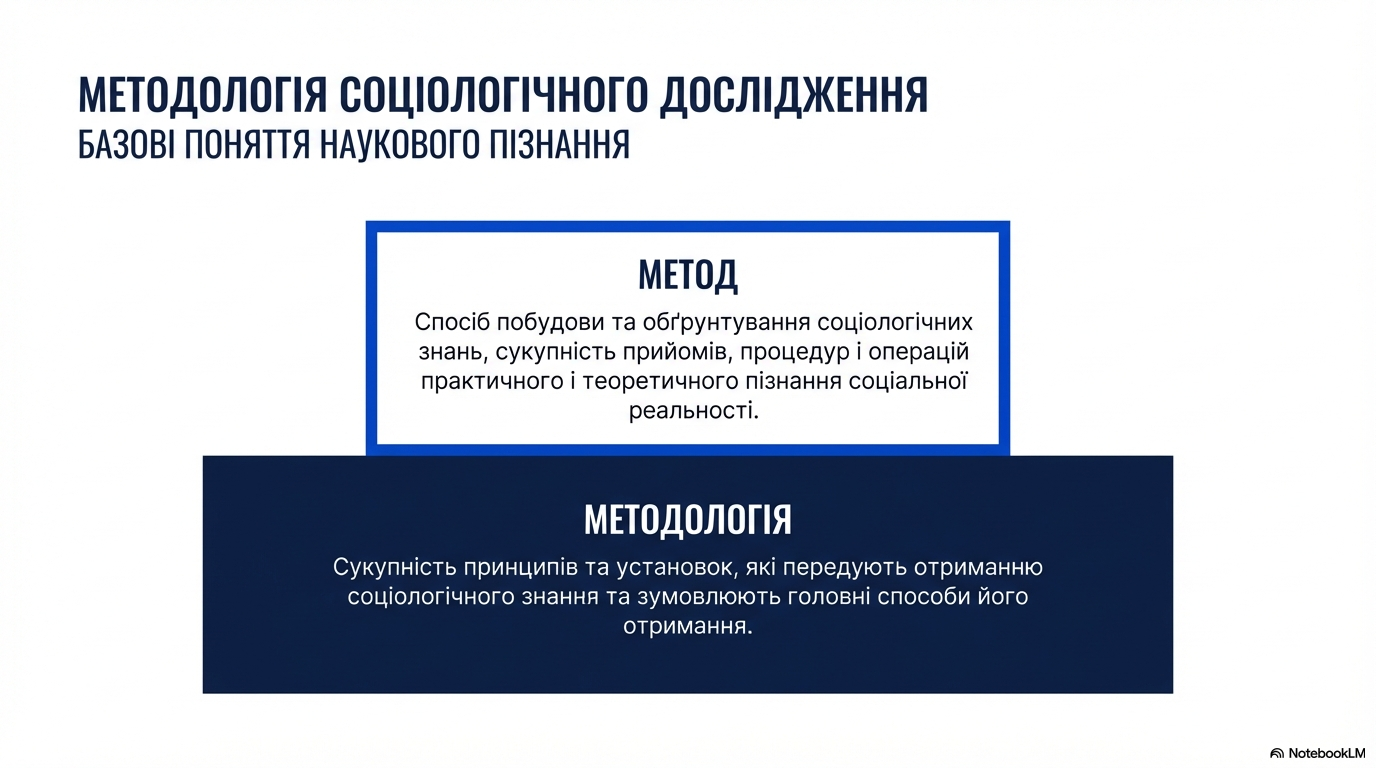 МЕТОДОЛОГІЯ СОЦІОЛОГІЧНОГО ДОСЛІДЖЕННЯ
БАЗОВІ ПОНЯТТЯ НАУКОВОГО ПІЗНАННЯ
МЕТОД
Спосіб побудови та обґрунтування соціологічних
знань, сукупність прийомів, процедур і операцій
практичного і теоретичного пізнання соціальної
реальності.
МЕТОДОЛОГІЯ
Сукупність принципів та установок, які передують отриманню
соціологічного знання та зумовлюють головні способи його
отримання.
NotebookLM